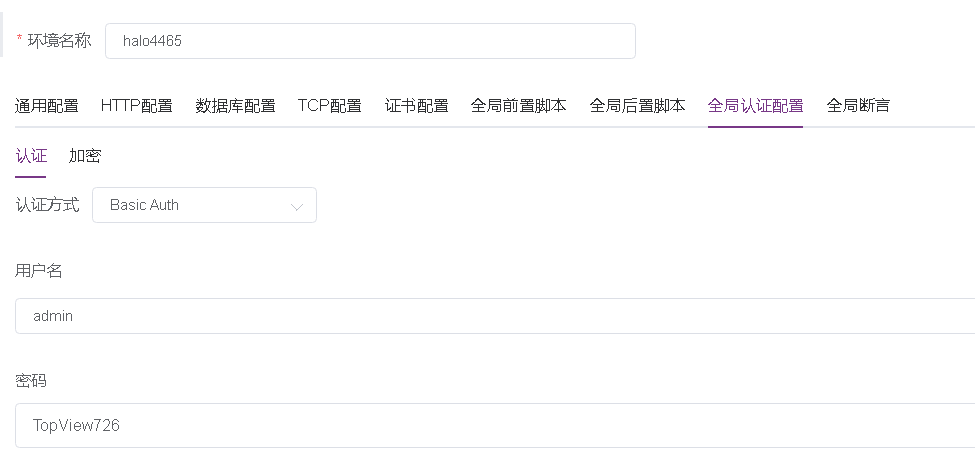 * 环境名称 halo4465
通用配置 HTTP配置 数据库配置 TCP配置 证书配置 全局前置脚本 全局后置脚本 全局认证配置 全局断言
认证 加密
认证方式 Basic Auth
用户名
admin
密码
TopView726